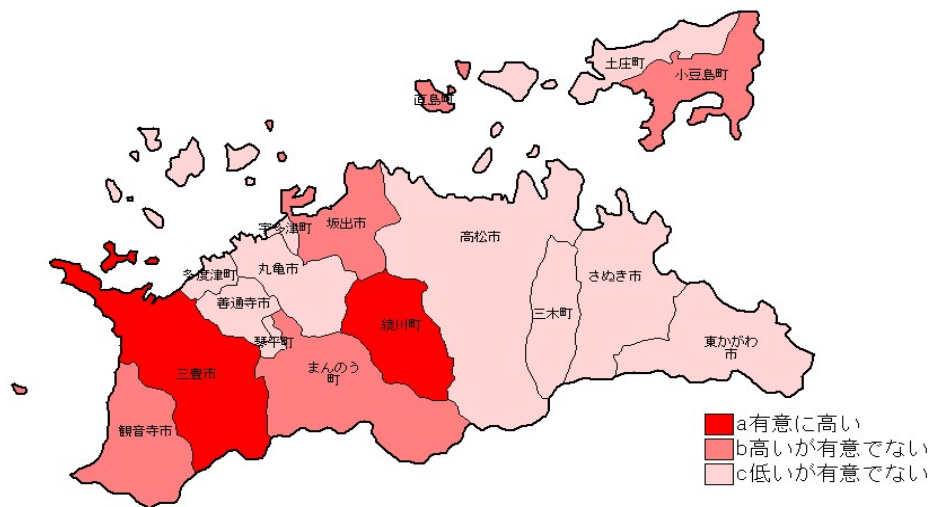 土庄町
小豆島町
直島町
宇多津町
坂出市
高松市
多度津町
丸亀市
さぬき市
善通寺市
三木町
綾川町
琴平町
東かがわ
市
三豊市
まんのう
町
観音寺市
a有意に高い
b高いが有意でない
c低いが有意でない